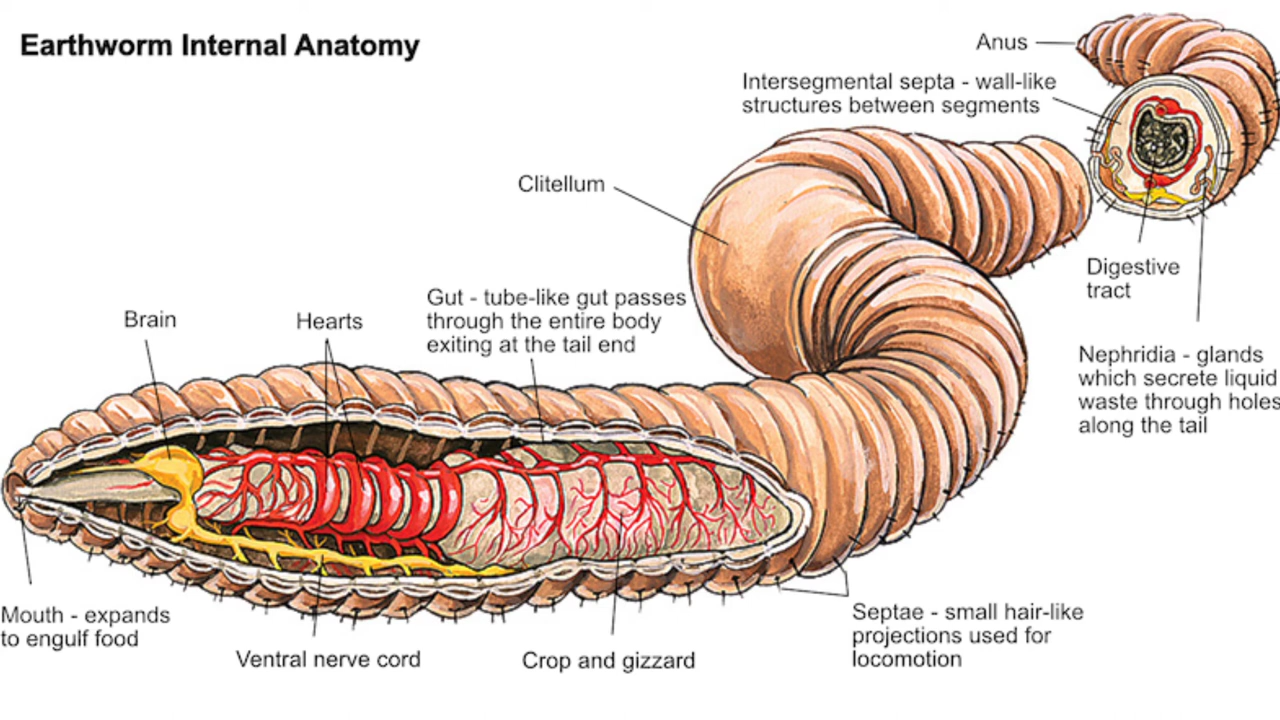 Earthworm Internal Anatomy
Anus
Intersegmental septa - wall-like
structures between segments
Clitellum
Digestive
tract
Gut - tube-like gut passes
through the entire body
exiting at the tail end
Brain
Hearts
Nephridia - glands
which secrete liquid
waste through holes
along the tail
Mouth - expands
to engulf food
Ventral nerve cord
Crop and gizzard
Septae - small hair-like
projections used for
locomotion